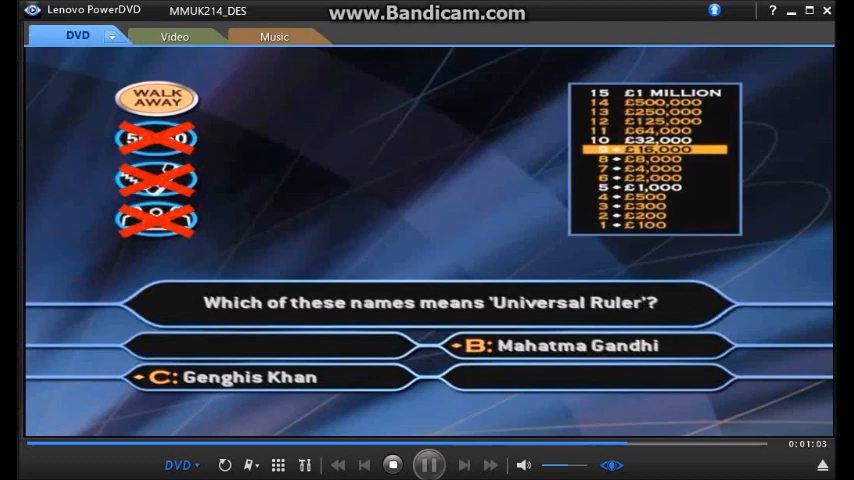 Lenovo PowerDVD
MMUK214_DES
www.Bandicam.com
DVD
Video
Music
WALK AWAY
15 £1 MILLION
14 £500,000
13 £250,000
12 £125,000
11 £64,000
10 £32,000
9 £16,000
8 £8,000
7 £4,000
6 £2,000
5 £1,000
4 £500
3 £300
2 £200
1 £100
Which of these names means 'Universal Ruler'?
B: Mahatma Gandhi
C: Genghis Khan
0:01:03
DVD